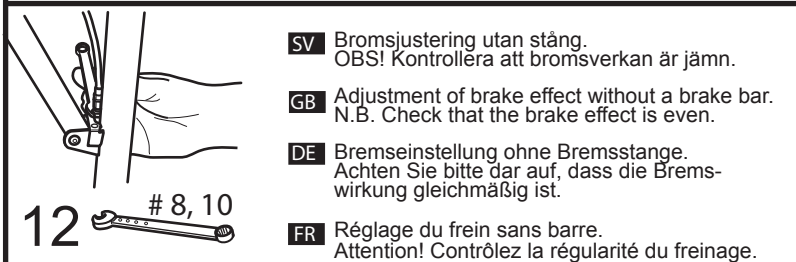 SV Bromsjustering utan stång.
OBS! Kontrollera att bromsverkan är jämn.
GB Adjustment of brake effect without a brake bar.
N.B. Check that the brake effect is even.
DE Bremseinstellung ohne Bremsstange.
Achten Sie bitte dar auf, dass die Brems-
wirkung gleichmäßig ist.
FR Réglage du frein sans barre.
Attention! Contrôlez la régularité du freinage.
12 # 8, 10